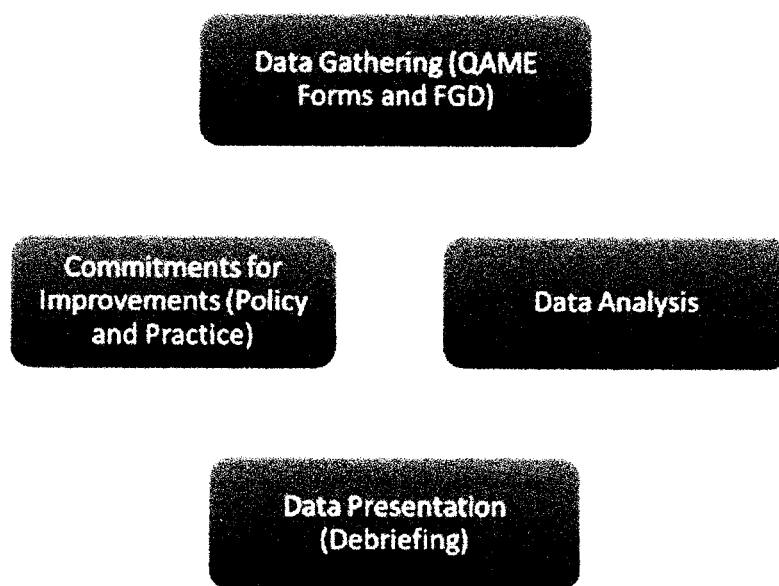 Data Gathering (QAME
Forms and FGD)
Commitments for
Improvements (Policy
and Practice)
Data Analysis
Data Presentation
(Debriefing)